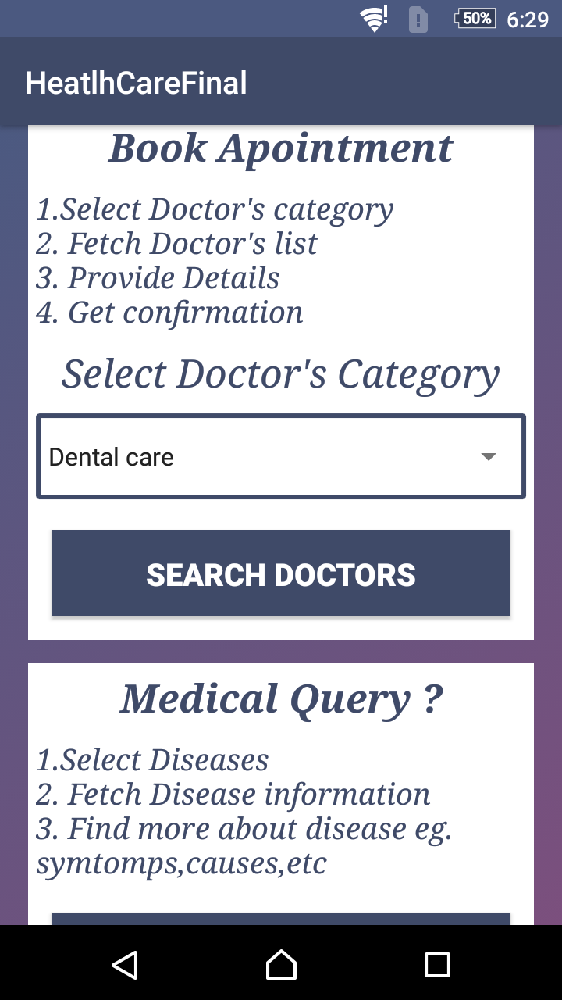 50% 6:29
HeatlhCareFinal
Book Apointment
1.Select Doctor's category
2. Fetch Doctor's list
3. Provide Details
4. Get confirmation
Select Doctor's Category
Dental care
SEARCH DOCTORS
Medical Query ?
1.Select Diseases
2. Fetch Disease information
3. Find more about disease eg.
symtomps,causes,etc